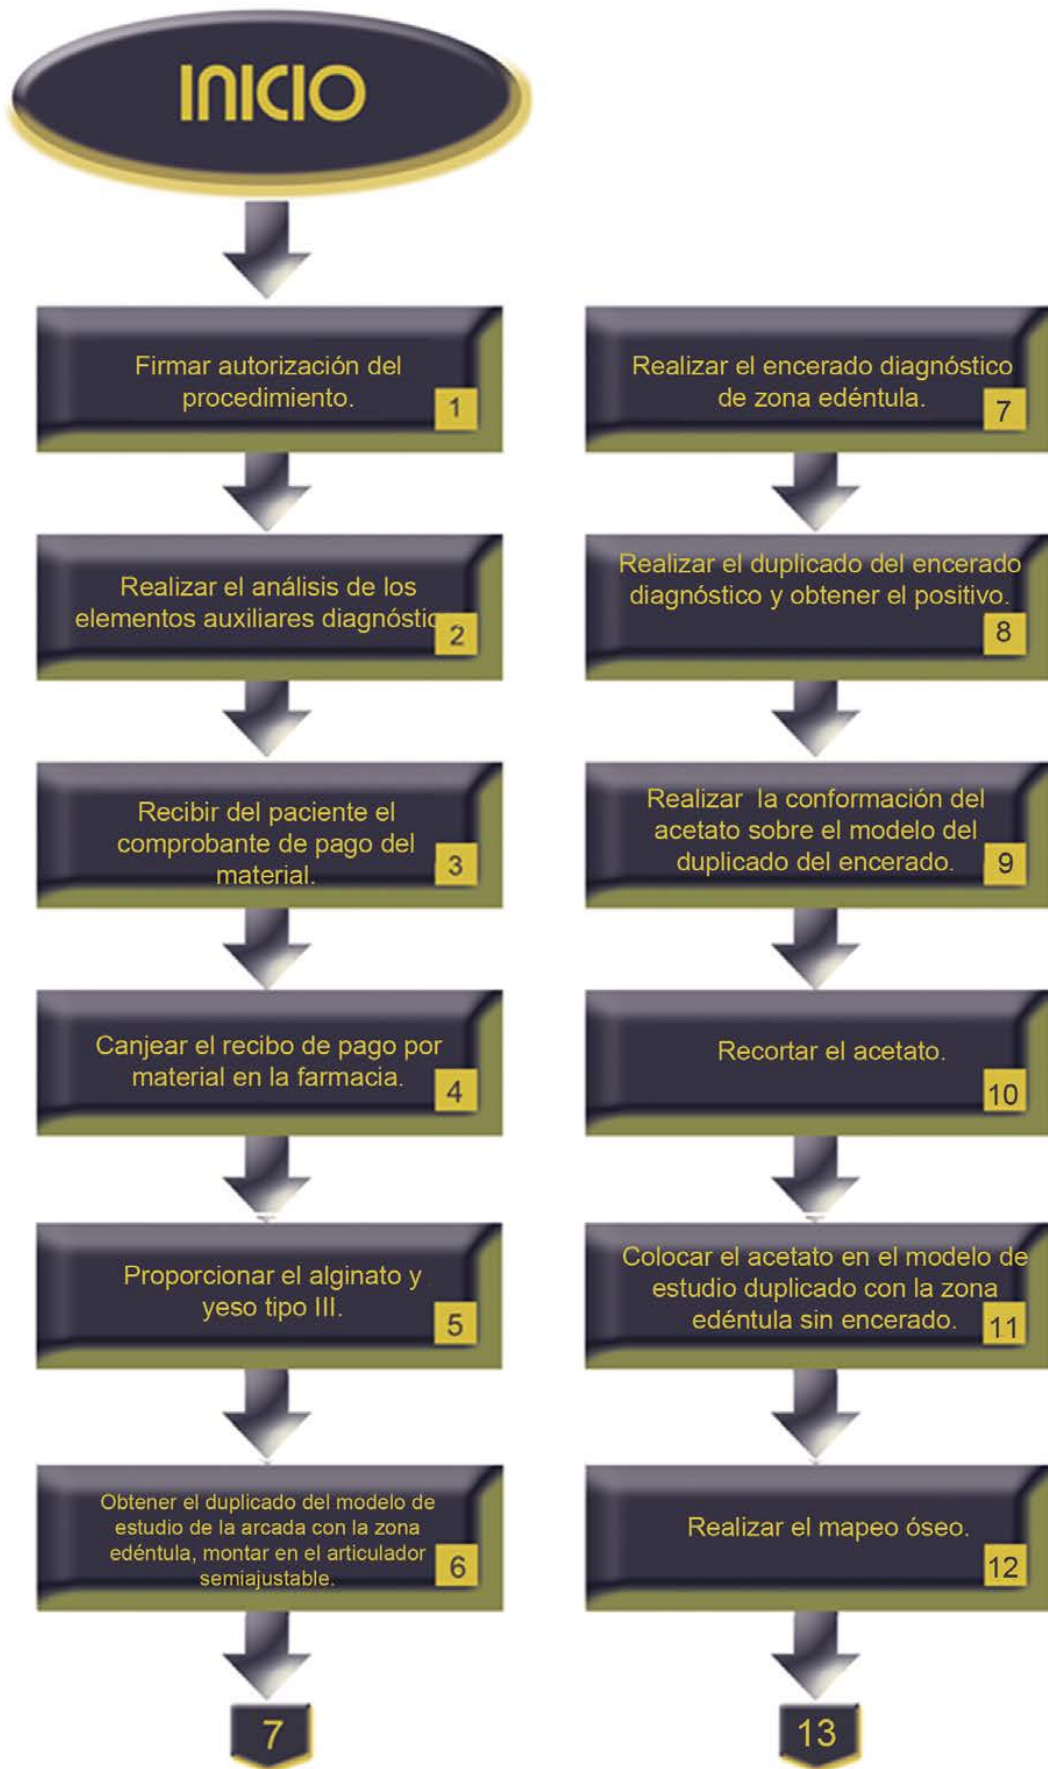 INICIO
Firmar autorización del
procedimiento.
1
Realizar el análisis de los
elementos auxiliares diagnóstic
2
Recibir del paciente el
comprobante de pago del
material.
3
Canjear el recibo de pago por
material en la farmacia.
4
Proporcionar el alginato y
yeso tipo III.
5
Obtener el duplicado del modelo de
estudio de la arcada con la zona
edéntula, montar en el articulador
semiajustable.
6
7
Realizar el encerado diagnóstico
de zona edéntula.
7
Realizar el duplicado del encerado
diagnóstico y obtener el positivo.
8
Realizar la conformación del
acetato sobre el modelo del
duplicado del encerado.
9
Recortar el acetato.
10
Colocar el acetato en el modelo de
estudio duplicado con la zona
edéntula sin encerado.
11
Realizar el mapeo óseo.
12
13